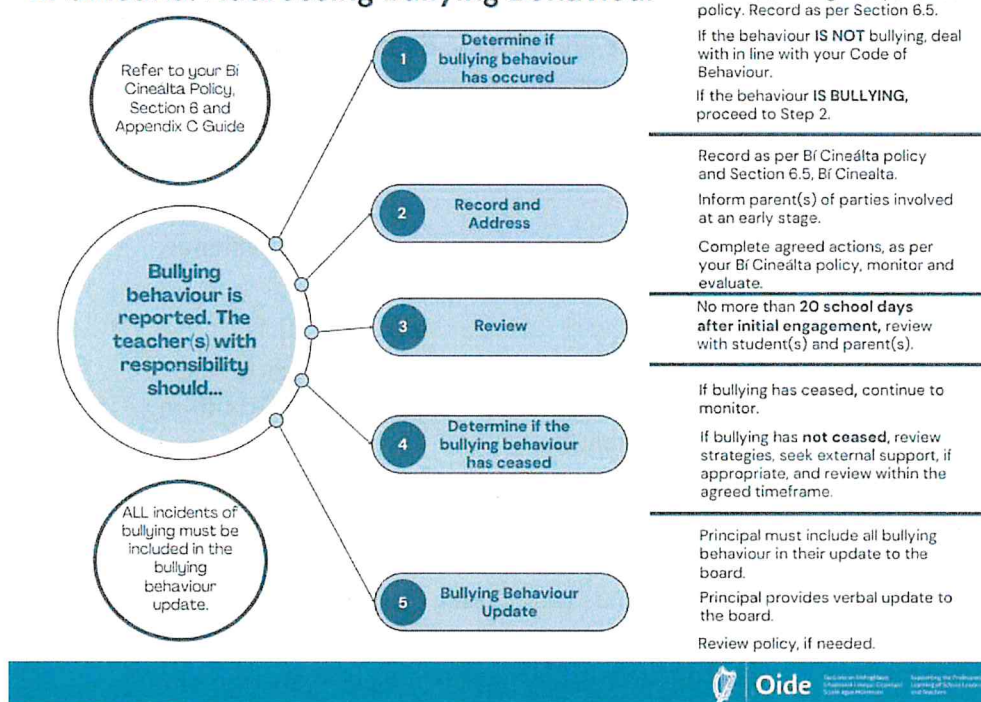 policy. Record as per Section 6.5.
If the behaviour IS NOT bullying, deal
with in line with your Code of
Behaviour.
If the behaviour IS BULLYING,
proceed to Step 2.
Refer to your Bí
Cineálta Policy,
Section 6 and
Appendix C Guide
1
Determine if
bullying behaviour
has occured
Record as per Bí Cineálta policy
and Section 6.5, Bí Cinealta.
Inform parent(s) of parties involved
at an early stage.
Complete agreed actions, as per
your Bí Cineálta policy, monitor and
evaluate.
2
Record and
Address
Bullying
behaviour is
reported. The
teacher(s) with
responsibility
should...
3
Review
No more than 20 school days
after initial engagement, review
with student(s) and parent(s).
4
Determine if the
bullying behaviour
has ceased
If bullying has ceased, continue to
monitor.
If bullying has not ceased, review
strategies, seek external support, if
appropriate, and review within the
agreed timeframe.
ALL incidents of
bullying must be
included in the
bullying
behaviour
update.
5
Bullying Behaviour
Update
Principal must include all bullying
behaviour in their update to the
board.
Principal provides verbal update to
the board.
Review policy, if needed.
Oide